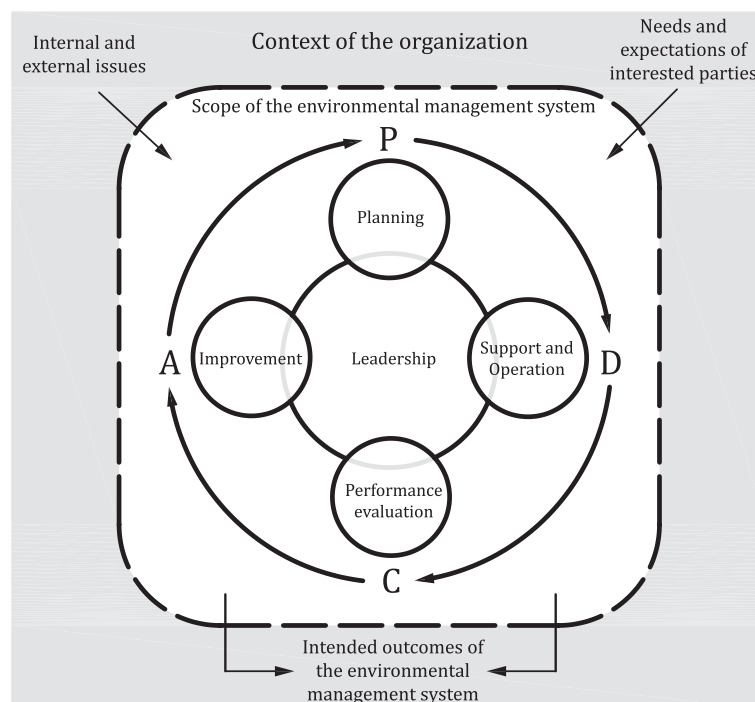 Internal and
external issues
Context of the organization
Needs and
expectations of
interested parties
Scope of the environmental management system
P
Planning
A
Improvement
Leadership
Support and
Operation
D
Performance
evaluation
C
Intended outcomes of
the environmental
management system